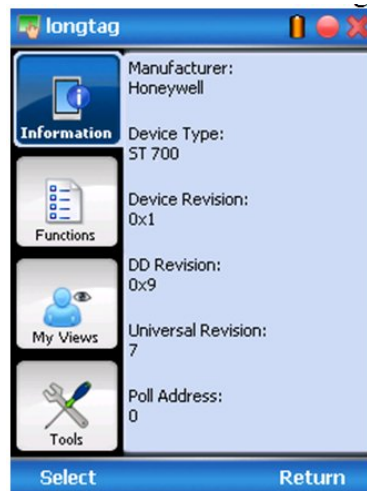 longtag
Information
Functions
My Views
Tools
Manufacturer:
Honeywell
Device Type:
ST 700
Device Revision:
0x1
DD Revision:
0x9
Universal Revision:
7
Poll Address:
0
Select
Return